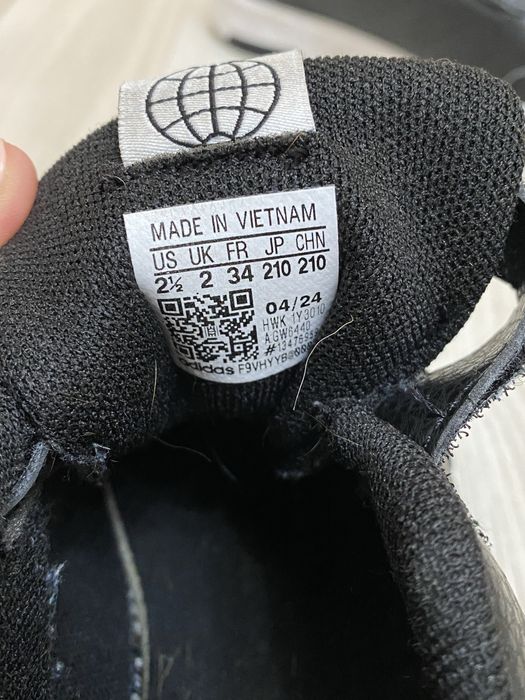 MADE IN VIETNAM
US UK FR JP CHN
2½ 2 34 210 210
04/24
HWK 1Y3010
adidas